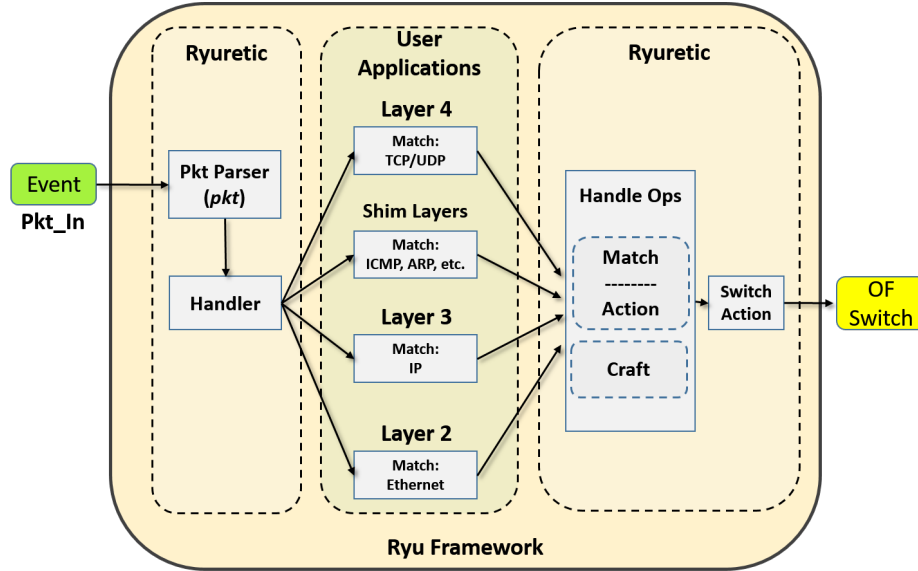 Ryuretic
User
Applications
Ryuretic
Layer 4
Match:
TCP/UDP
Event
Pkt_In
Pkt Parser
(pkt)
Handler
Shim Layers
Match:
ICMP, ARP, etc.
Layer 3
Match:
IP
Layer 2
Match:
Ethernet
Handle Ops
Match
--------
Action
Craft
Switch
Action
OF
Switch
Ryu Framework